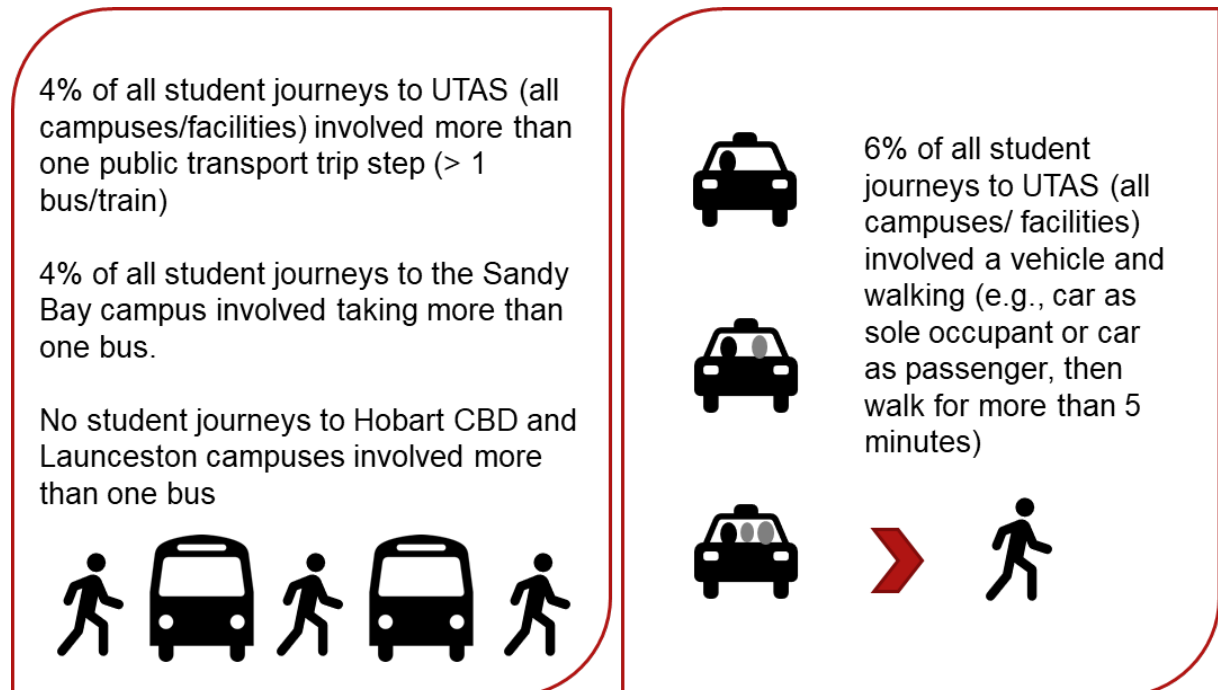 4% of all student journeys to UTAS (all
campuses/facilities) involved more than
one public transport trip step (> 1
bus/train)
4% of all student journeys to the Sandy
Bay campus involved taking more than
one bus.
No student journeys to Hobart CBD and
Launceston campuses involved more
than one bus
6% of all student
journeys to UTAS (all
campuses/ facilities)
involved a vehicle and
walking (e.g., car as
sole occupant or car
as passenger, then
walk for more than 5
minutes)